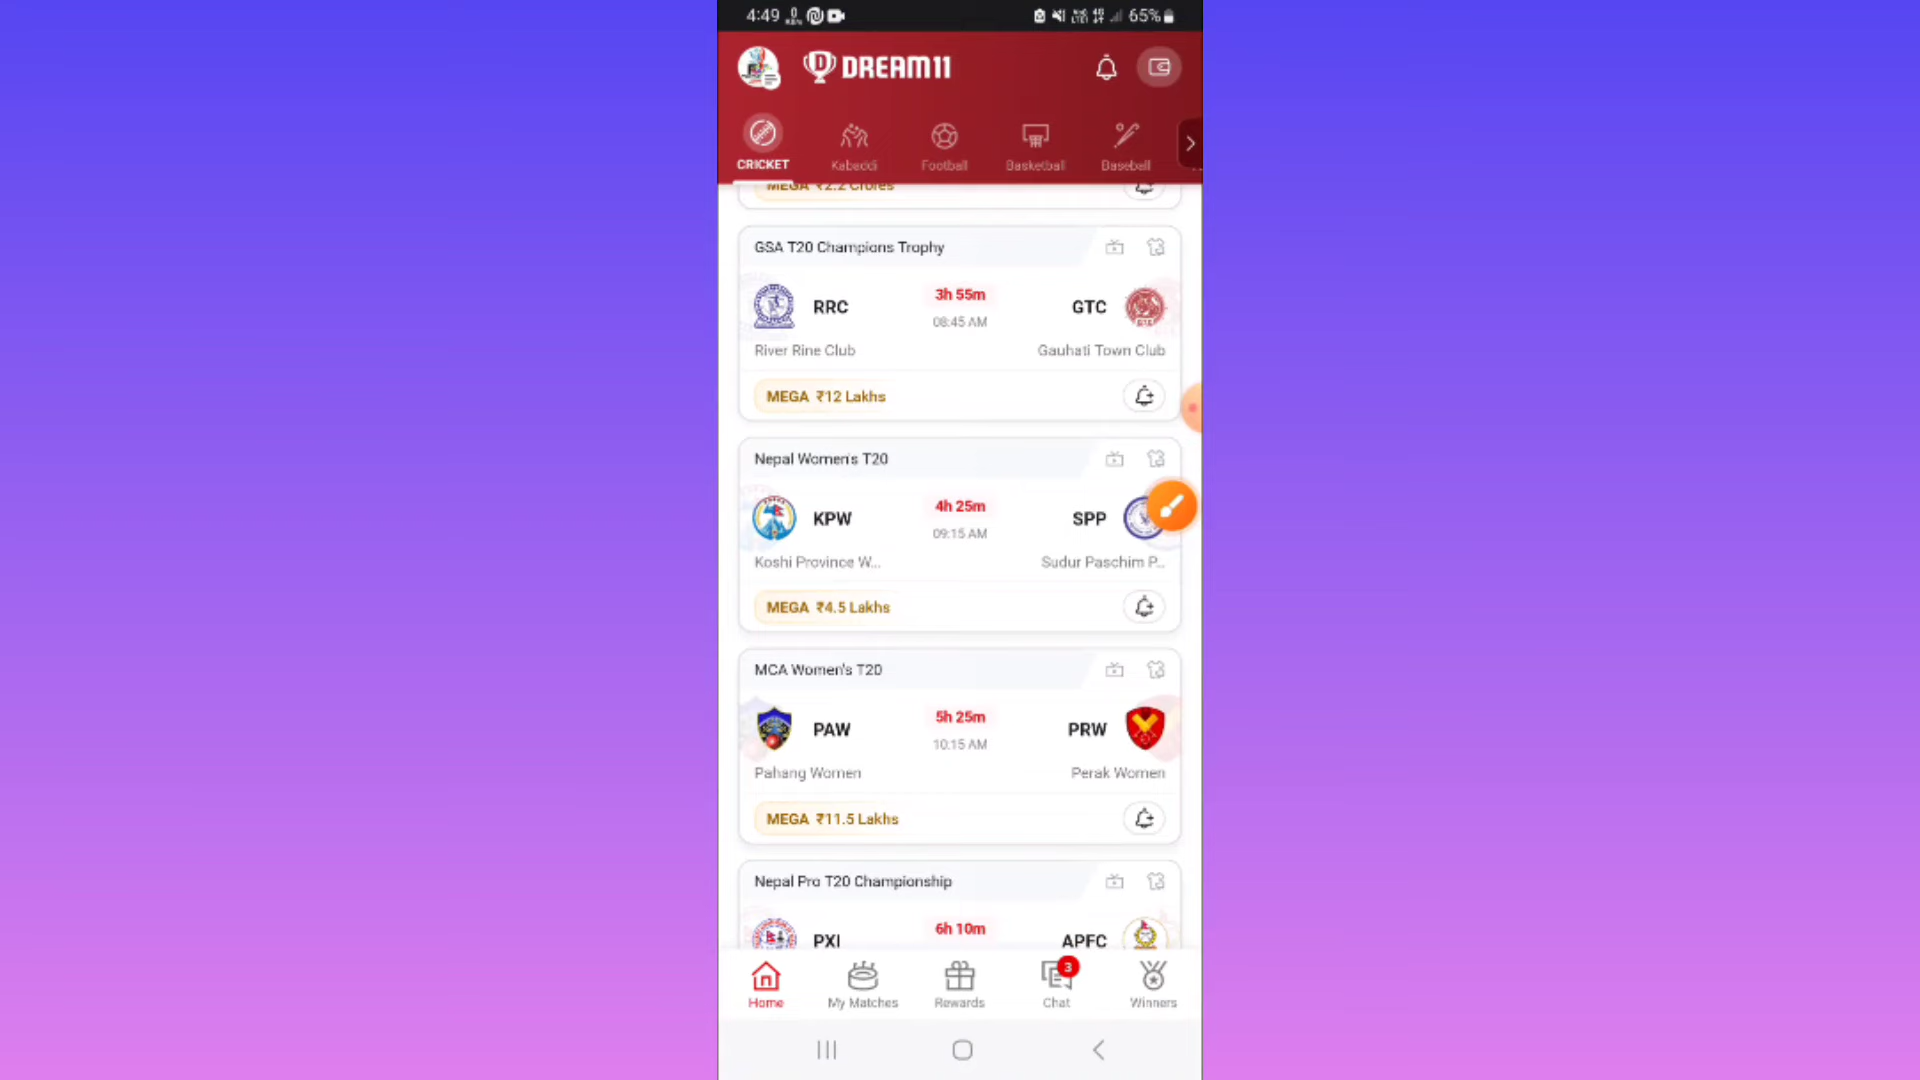 4:49 65%
DREAM11
CRICKET Kabaddi Football Basketball Baseball
MEGA ₹2.2 Crores
GSA T20 Champions Trophy
RRC 3h 55m GTC
08:45 AM
River Rine Club Gauhati Town Club
MEGA ₹12 Lakhs
Nepal Women's T20
KPW 4h 25m SPP
09:15 AM
Koshi Province W... Sudur Paschim P...
MEGA ₹4.5 Lakhs
MCA Women's T20
PAW 5h 25m PRW
10:15 AM
Pahang Women Perak Women
MEGA ₹11.5 Lakhs
Nepal Pro T20 Championship
PXI 6h 10m APFC
3
Home My Matches Rewards Chat Winners